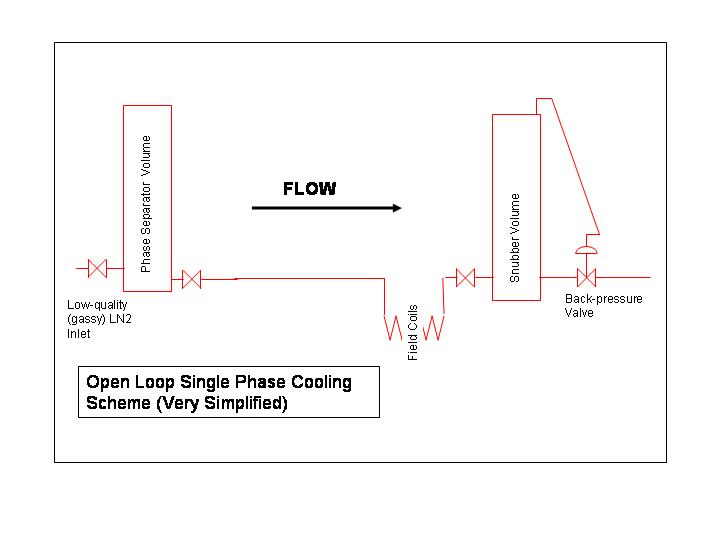 Phase Separator Volume
FLOW
Snubber Volume
Low-quality
(gassy) LN2
Inlet
Field Coils
Back-pressure
Valve
Open Loop Single Phase Cooling
Scheme (Very Simplified)